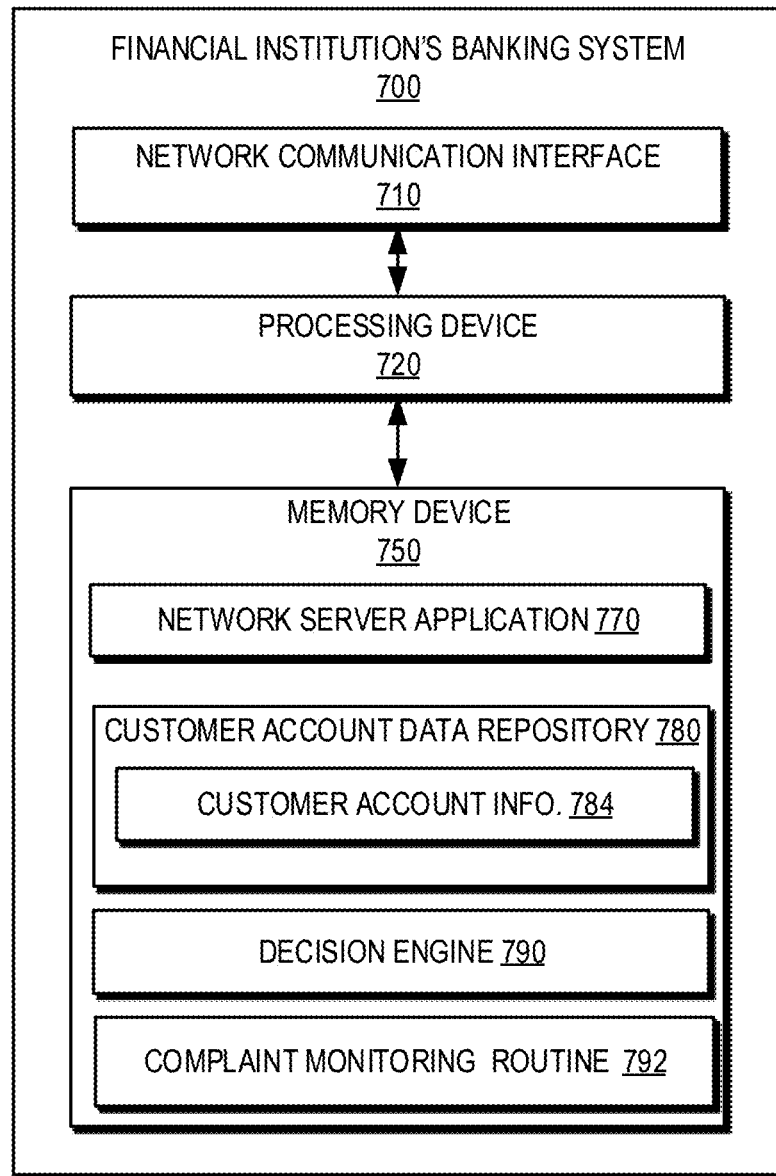 FINANCIAL INSTITUTION'S BANKING SYSTEM
700
NETWORK COMMUNICATION INTERFACE
710
PROCESSING DEVICE
720
MEMORY DEVICE
750
NETWORK SERVER APPLICATION 770
CUSTOMER ACCOUNT DATA REPOSITORY 780
CUSTOMER ACCOUNT INFO. 784
DECISION ENGINE 790
COMPLAINT MONITORING ROUTINE 792